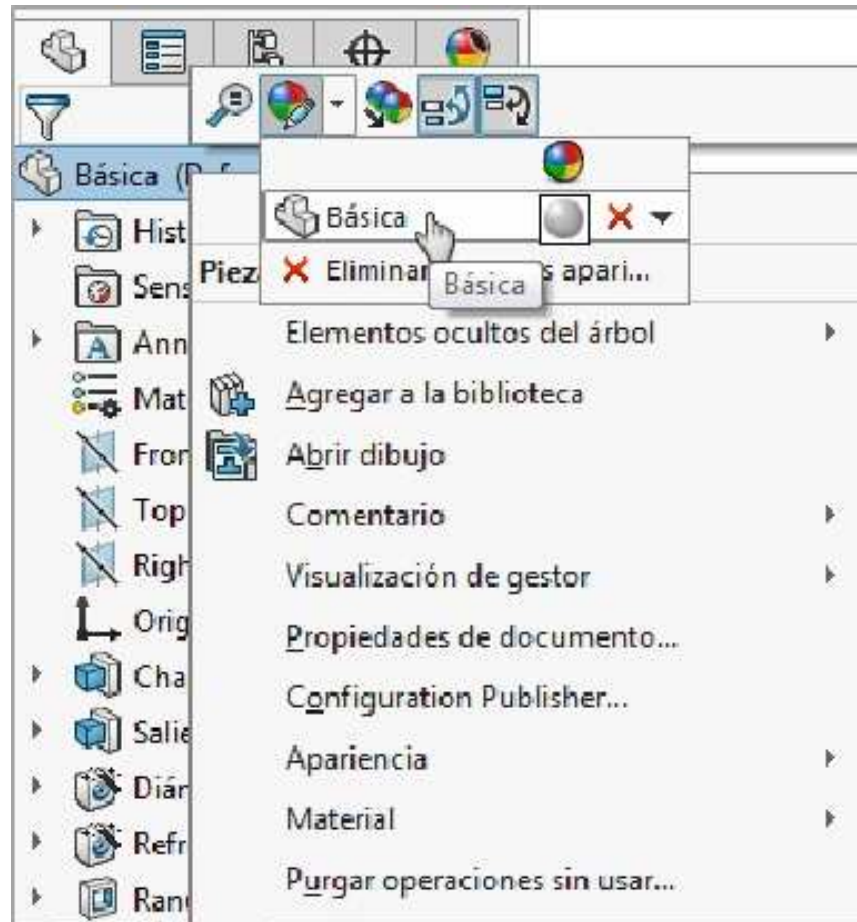 Básica
Básica
Hist
Piez
Eliminar
s apari...
Básica
Sens
Elementos ocultos del árbol
Ann
Agregar a la biblioteca
Mat
Abrir dibujo
Fron
Comentario
Top
Visualización de gestor
Righ
Propiedades de documento...
Orig
Configuration Publisher...
Cha
Apariencia
Salie
Material
Diár
Refr
Purgar operaciones sin usar...
Ran